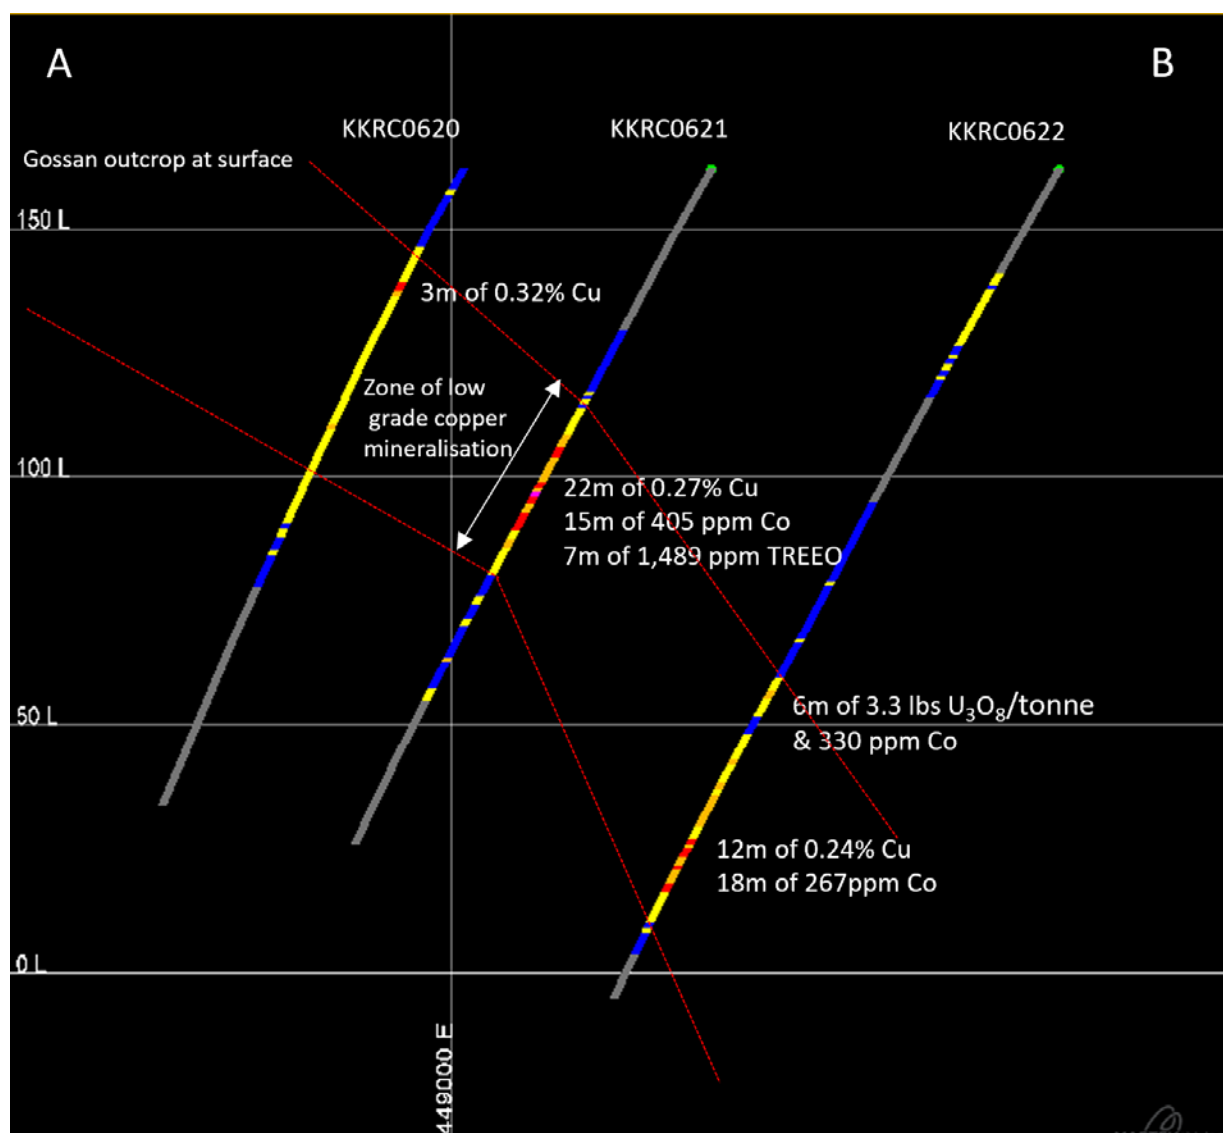 A
B
KKRC0620
KKRC0621
KKRC0622
Gossan outcrop at surface
150 L
3m of 0.32% Cu
Zone of low
grade copper
mineralisation
100 L
22m of 0.27% Cu
15m of 405 ppm Co
7m of 1,489 ppm TREEO
50 L
6m of 3.3 lbs U₃O₈/tonne
& 330 ppm Co
12m of 0.24% Cu
18m of 267ppm Co
0 L
449000 E